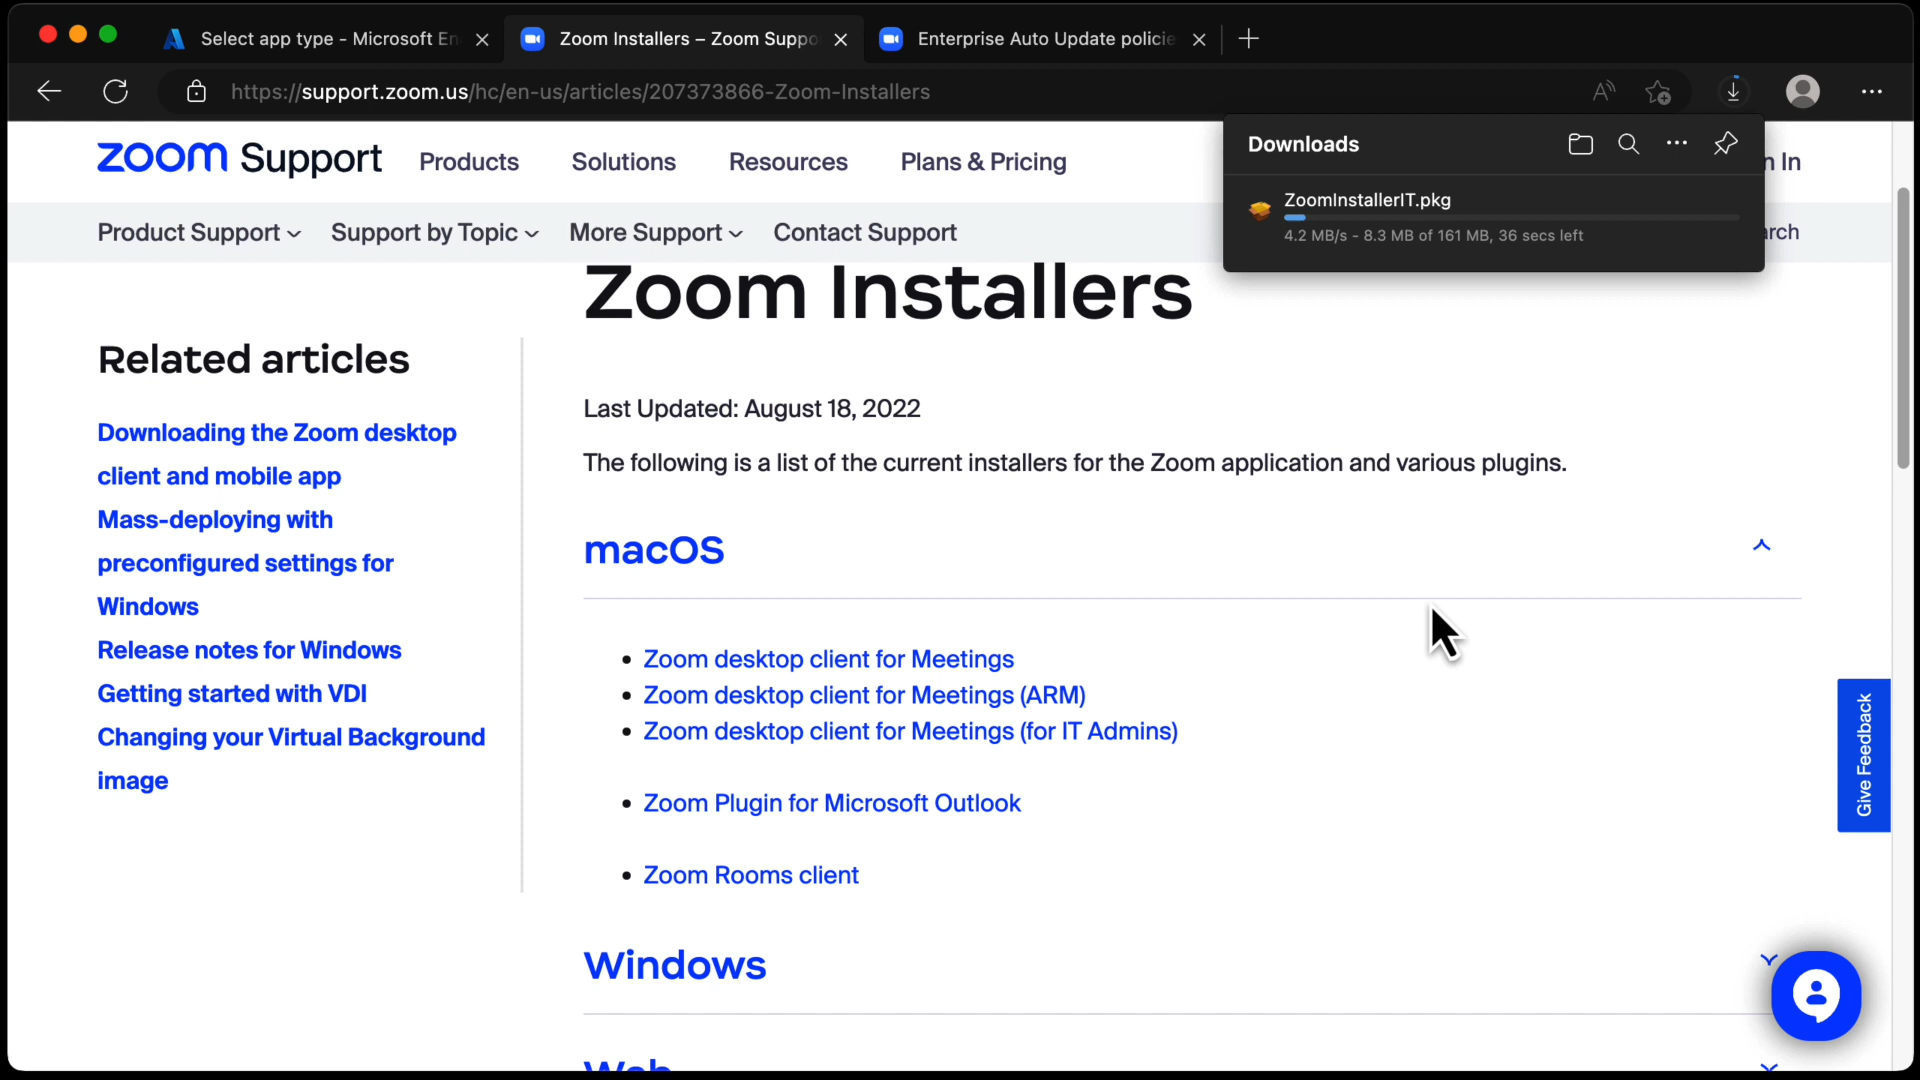 Select app type - Microsoft En
Zoom Installers – Zoom Suppo
Enterprise Auto Update policie
https://support.zoom.us/hc/en-us/articles/207373866-Zoom-Installers
zoom Support
Products
Solutions
Resources
Plans & Pricing
n In
Downloads
ZoomInstallerIT.pkg
4.2 MB/s - 8.3 MB of 161 MB, 36 secs left
Product Support
Support by Topic
More Support
Contact Support
arch
Zoom Installers
Related articles
Downloading the Zoom desktop
client and mobile app
Mass-deploying with
preconfigured settings for
Windows
Release notes for Windows
Getting started with VDI
Changing your Virtual Background
image
Last Updated: August 18, 2022
The following is a list of the current installers for the Zoom application and various plugins.
macOS
• Zoom desktop client for Meetings
• Zoom desktop client for Meetings (ARM)
• Zoom desktop client for Meetings (for IT Admins)
• Zoom Plugin for Microsoft Outlook
• Zoom Rooms client
Windows
Web
Give Feedback